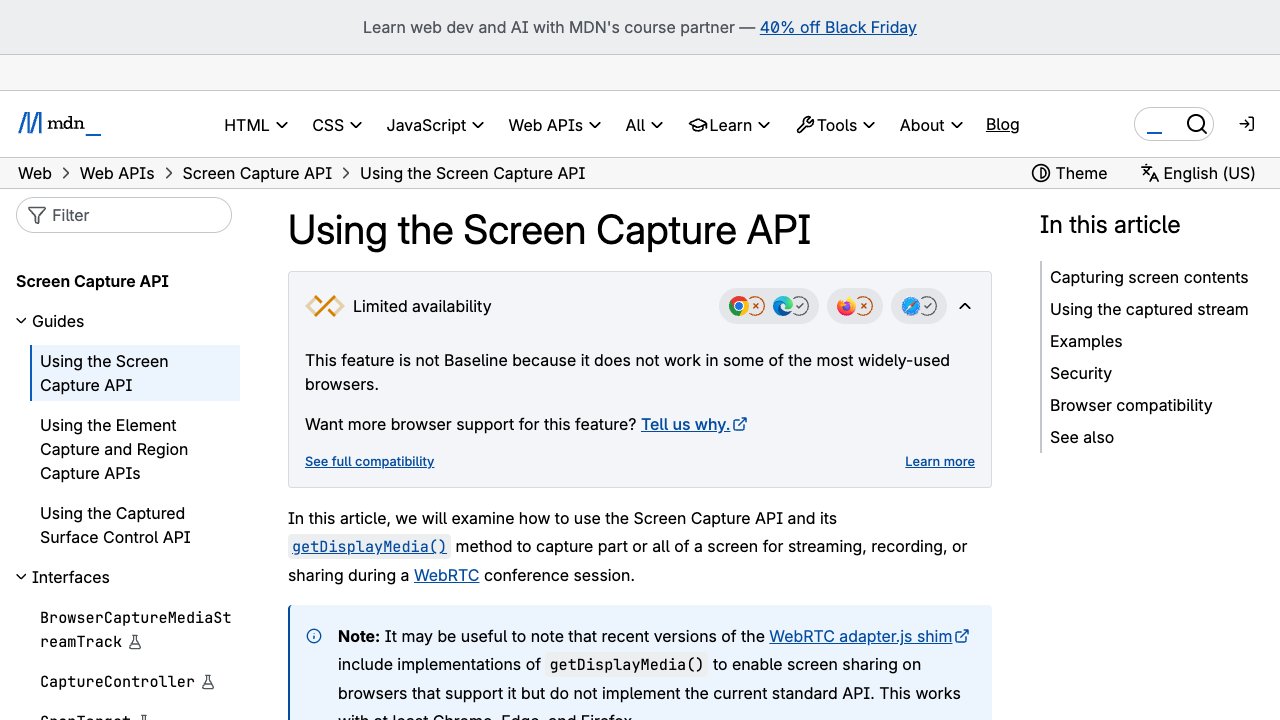 Learn web dev and AI with MDN's course partner — 40% off Black Friday
mdn_
HTML CSS JavaScript Web APIs All Learn Tools About Blog
Web Web APIs Screen Capture API Using the Screen Capture API Theme English (US)
Filter
Screen Capture API
Guides
Using the Screen
Capture API
Using the Element
Capture and Region
Capture APIs
Using the Captured
Surface Control API
Interfaces
BrowserCaptureMediaSt
reamTrack
CaptureController
Using the Screen Capture API
Limited availability
This feature is not Baseline because it does not work in some of the most widely-used
browsers.
Want more browser support for this feature? Tell us why.
See full compatibility Learn more
In this article, we will examine how to use the Screen Capture API and its
getDisplayMedia() method to capture part or all of a screen for streaming, recording, or
sharing during a WebRTC conference session.
Note: It may be useful to note that recent versions of the WebRTC adapter.js shim
include implementations of getDisplayMedia() to enable screen sharing on
browsers that support it but do not implement the current standard API. This works
with at least Chrome, Edge, and Firefox.
In this article
Capturing screen contents
Using the captured stream
Examples
Security
Browser compatibility
See also